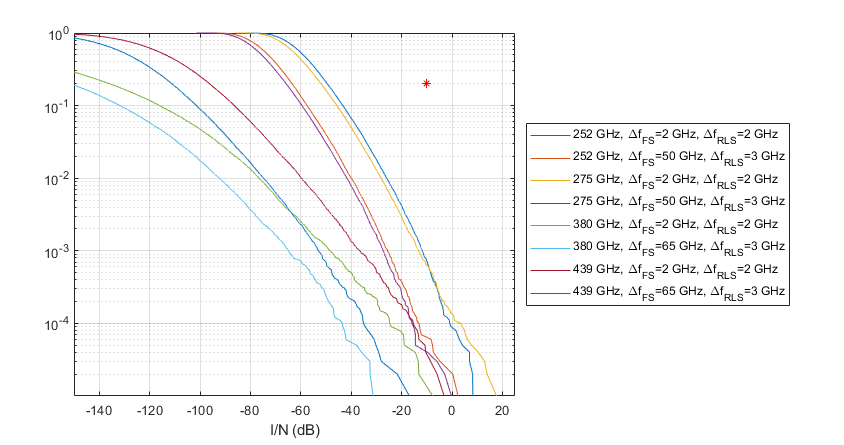 10^0
10^-1
10^-2
10^-3
10^-4
-140 -120 -100 -80 -60 -40 -20 0 20
I/N (dB)
252 GHz, Δf_FS=2 GHz, Δf_RLS=2 GHz
252 GHz, Δf_FS=50 GHz, Δf_RLS=3 GHz
275 GHz, Δf_FS=2 GHz, Δf_RLS=2 GHz
275 GHz, Δf_FS=50 GHz, Δf_RLS=3 GHz
380 GHz, Δf_FS=2 GHz, Δf_RLS=2 GHz
380 GHz, Δf_FS=65 GHz, Δf_RLS=3 GHz
439 GHz, Δf_FS=2 GHz, Δf_RLS=2 GHz
439 GHz, Δf_FS=65 GHz, Δf_RLS=3 GHz